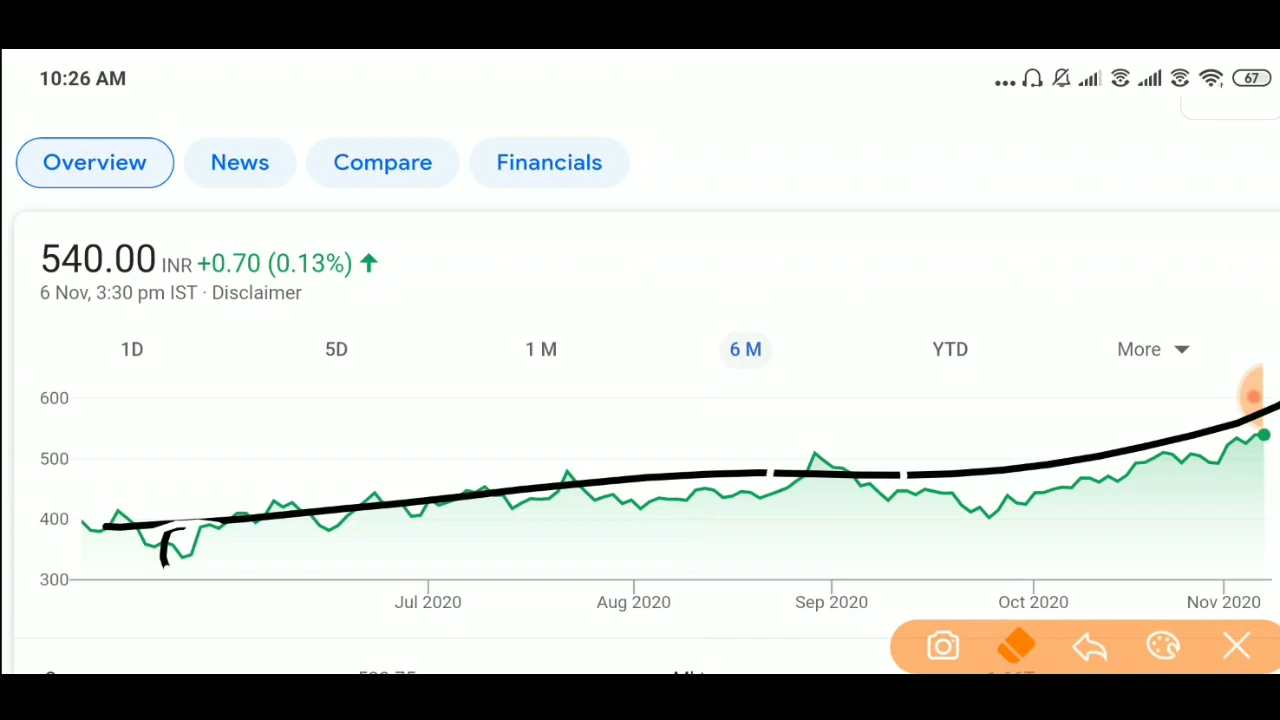 10:26 AM
67
Overview News Compare Financials
540.00 INR +0.70 (0.13%)
6 Nov, 3:30 pm IST · Disclaimer
1D 5D 1 M 6 M YTD More
600
500
400
300
Jul 2020 Aug 2020 Sep 2020 Oct 2020 Nov 2020